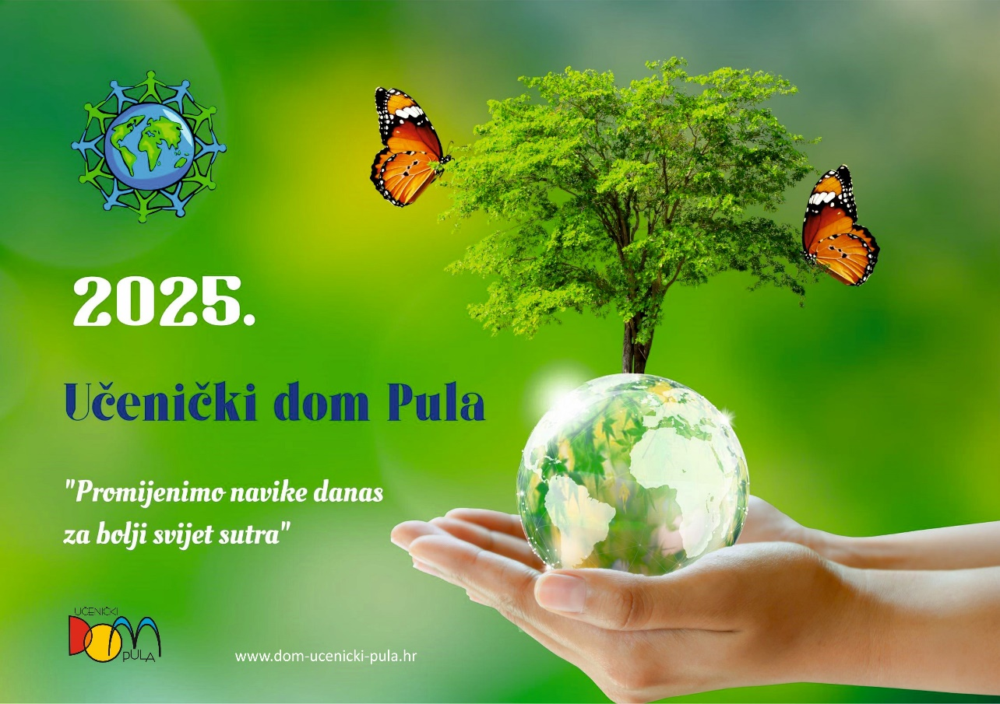 2025.
Učenički dom Pula
"Promijenimo navike danas
za bolji svijet sutra"
UČENIČKI
DOM
PULA
www.dom-ucenicki-pula.hr